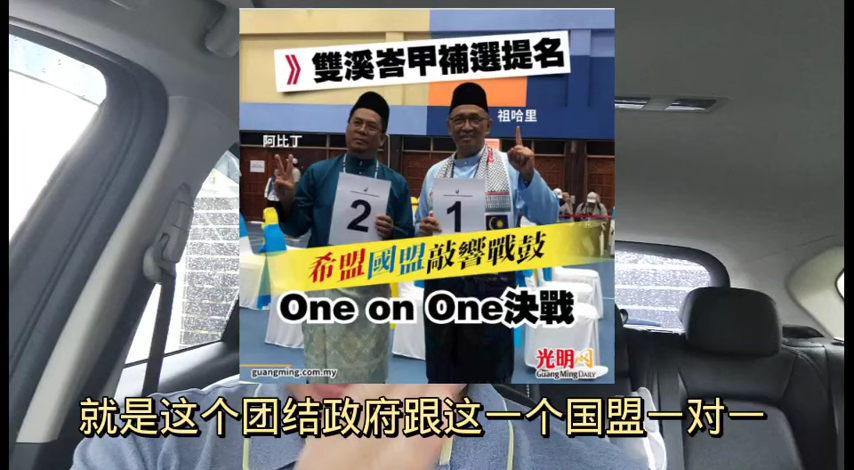 雙溪峇甲補選提名
祖哈里
阿比丁
2
1
希盟國盟敲響戰鼓
One on One決戰
光明网
GUANG MING DAILY
guangming.com.my
就是这个团结政府跟这一个国盟一对一